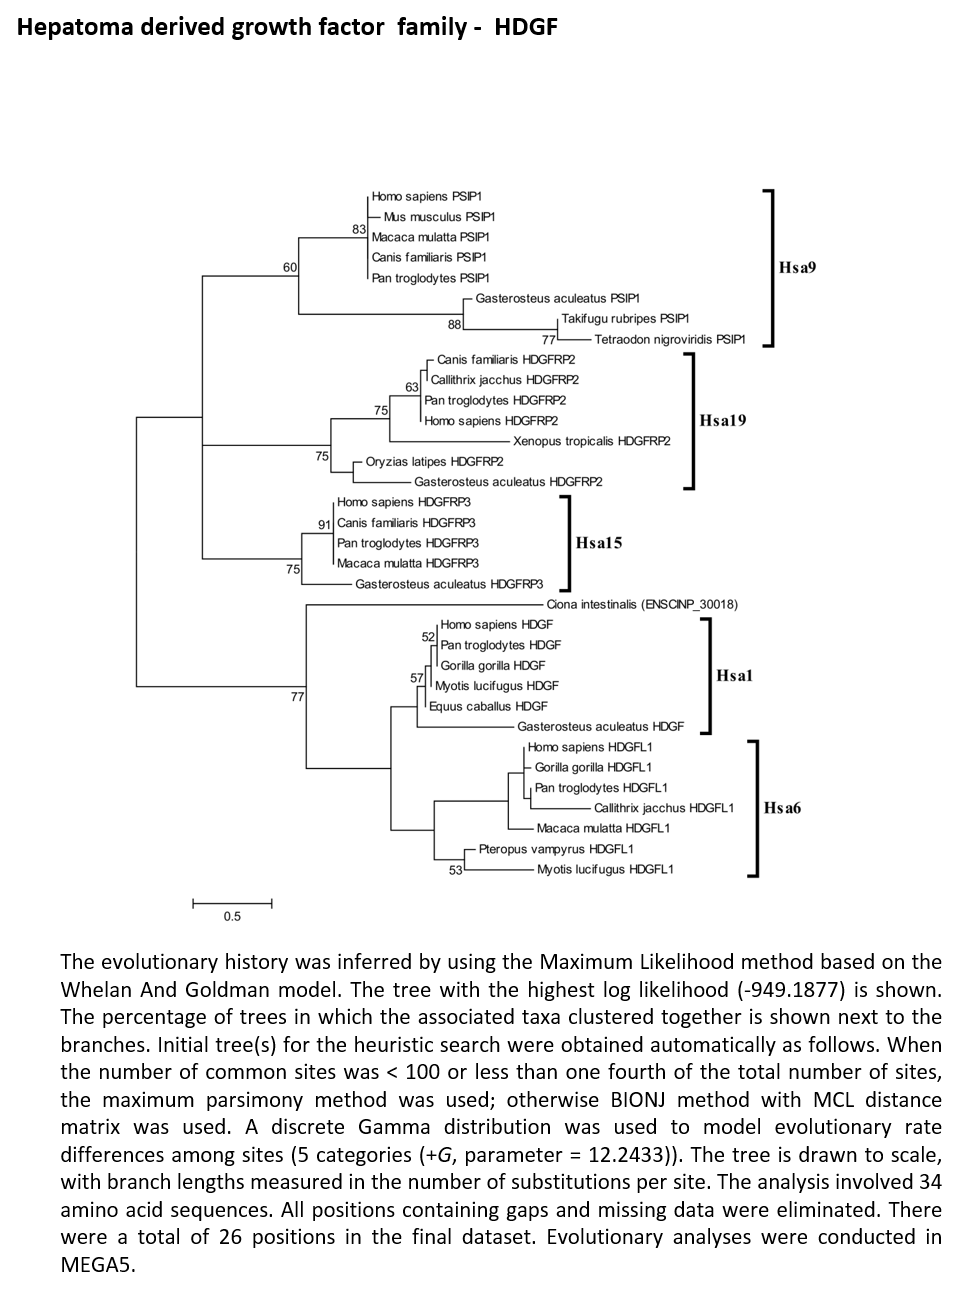 Hepatoma derived growth factor  family -  HDGF
Homo sapiens PSIP1
Mus musculus PSIP1
83
Macaca mulatta PSIP1
Canis familiaris PSIP1
60
Hsa9
Pan troglodytes PSIP1
Gasterosteus aculeatus PSIP1
Takifugu rubripes PSIP1
88
Tetraodon nigroviridis PSIP1
77
Canis familiaris HDGFRP2
Callithrix jacchus HDGFRP2
63
Pan troglodytes HDGFRP2
75
Homo sapiens HDGFRP2
Hsa19
Xenopus tropicalis HDGFRP2
75
Oryzias latipes HDGFRP2
Gasterosteus aculeatus HDGFRP2
Homo sapiens HDGFRP3
91
Canis familiaris HDGFRP3
Pan troglodytes HDGFRP3
Hsa15
Macaca mulatta HDGFRP3
75
Gasterosteus aculeatus HDGFRP3
Ciona intestinalis (ENSCINP_30018)
Homo sapiens HDGF
52
Pan troglodytes HDGF
Gorilla gorilla HDGF
57
Hsa1
Myotis lucifugus HDGF
77
Equus caballus HDGF
Gasterosteus aculeatus HDGF
Homo sapiens HDGFL1
Gorilla gorilla HDGFL1
Pan troglodytes HDGFL1
Callithrix jacchus HDGFL1
Hsa6
Macaca mulatta HDGFL1
Pteropus vampyrus HDGFL1
53
Myotis lucifugus HDGFL1
0.5
The evolutionary history was inferred by using the Maximum Likelihood method based on the
Whelan And Goldman model. The tree with the highest log likelihood (-949.1877) is shown.
The percentage of trees in which the associated taxa clustered together is shown next to the
branches. Initial tree(s) for the heuristic search were obtained automatically as follows. When
the number of common sites was < 100 or less than one fourth of the total number of sites,
the maximum parsimony method was used; otherwise BIONJ method with MCL distance
matrix was used. A discrete Gamma distribution was used to model evolutionary rate
differences among sites (5 categories (+G, parameter = 12.2433)). The tree is drawn to scale,
with branch lengths measured in the number of substitutions per site. The analysis involved 34
amino acid sequences. All positions containing gaps and missing data were eliminated. There
were a total of 26 positions in the final dataset. Evolutionary analyses were conducted in
MEGA5.